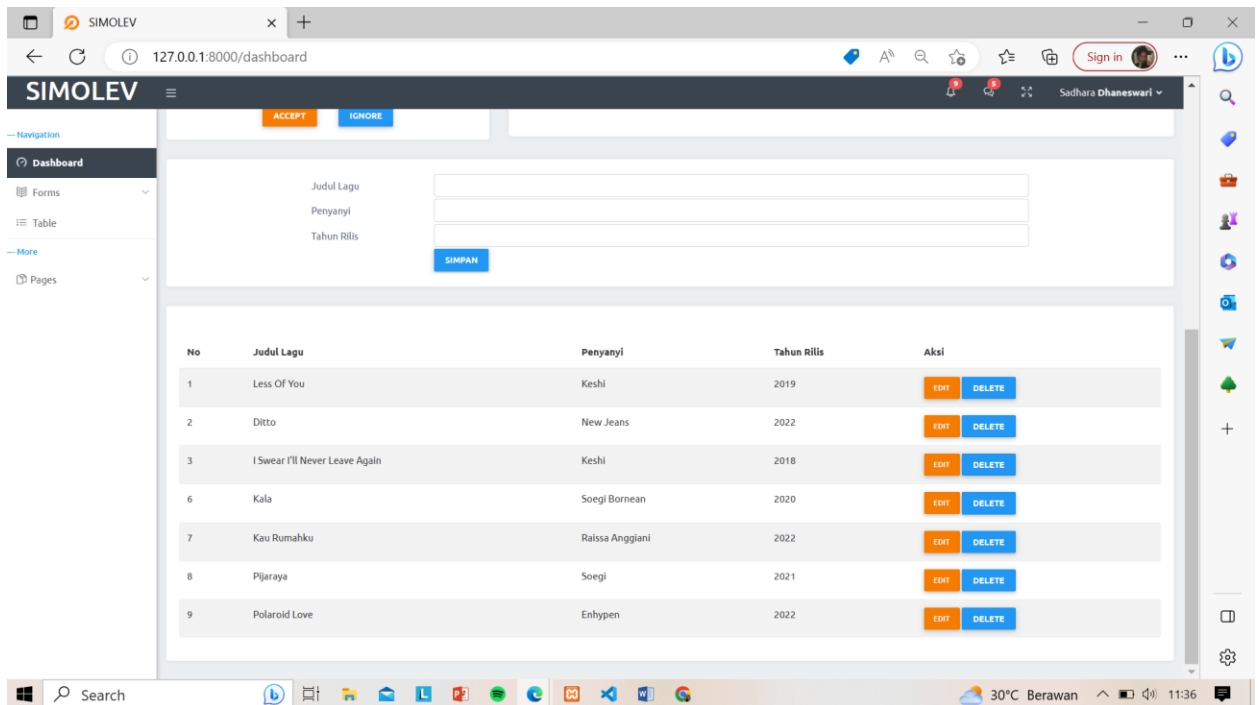 SIMOLEV
127.0.0.1:8000/dashboard
Sign in
SIMOLEV
Sadhara Dhaneswari
— Navigation
Dashboard
Forms
Table
— More
Pages
ACCEPT IGNORE
Judul Lagu
Penyanyi
Tahun Rilis
SIMPAN
No Judul Lagu Penyanyi Tahun Rilis Aksi
1 Less Of You Keshi 2019 EDIT DELETE
2 Ditto New Jeans 2022 EDIT DELETE
3 I Swear I'll Never Leave Again Keshi 2018 EDIT DELETE
6 Kala Soegi Bornean 2020 EDIT DELETE
7 Kau Rumahku Raissa Anggiani 2022 EDIT DELETE
8 Pijaraya Soegi 2021 EDIT DELETE
9 Polaroid Love Enhypen 2022 EDIT DELETE
Search 30°C Berawan 11:36